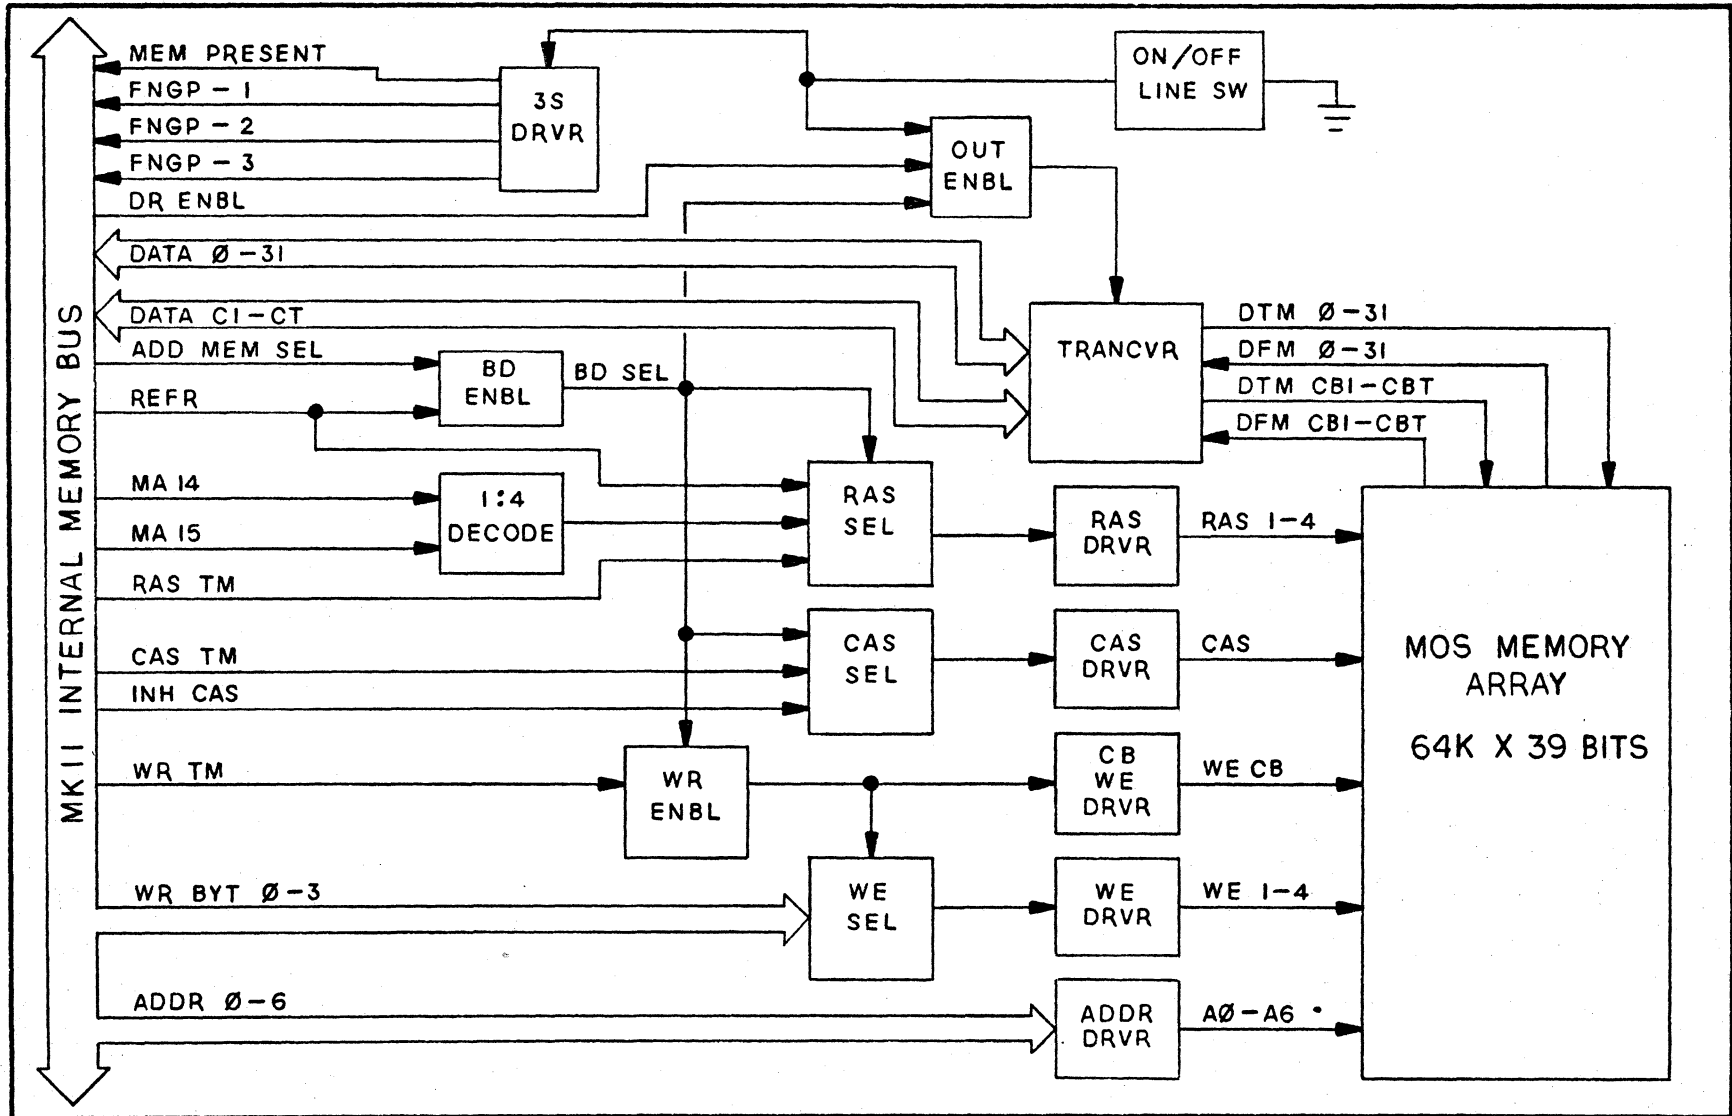 MK11 INTERNAL MEMORY BUS
MEM PRESENT
FNGP-1
FNGP-2
FNGP-3
DR ENBL
3S
DRVR
ON/OFF
LINE SW
OUT
ENBL
DATA Ø-31
DATA C1-CT
ADD MEM SEL
REFR
BD
ENBL
BD SEL
TRANCVR
DTM Ø-31
DFM Ø-31
DTM CB1-CBT
DFM CB1-CBT
MA 14
MA 15
1:4
DECODE
RAS TM
RAS
SEL
RAS
DRVR
RAS 1-4
CAS TM
INH CAS
CAS
SEL
CAS
DRVR
CAS
MOS MEMORY
ARRAY
64K X 39 BITS
WR TM
WR
ENBL
CB
WE
DRVR
WE CB
WR BYT Ø-3
WE
SEL
WE
DRVR
WE 1-4
ADDR Ø-6
ADDR
DRVR
AØ-A6